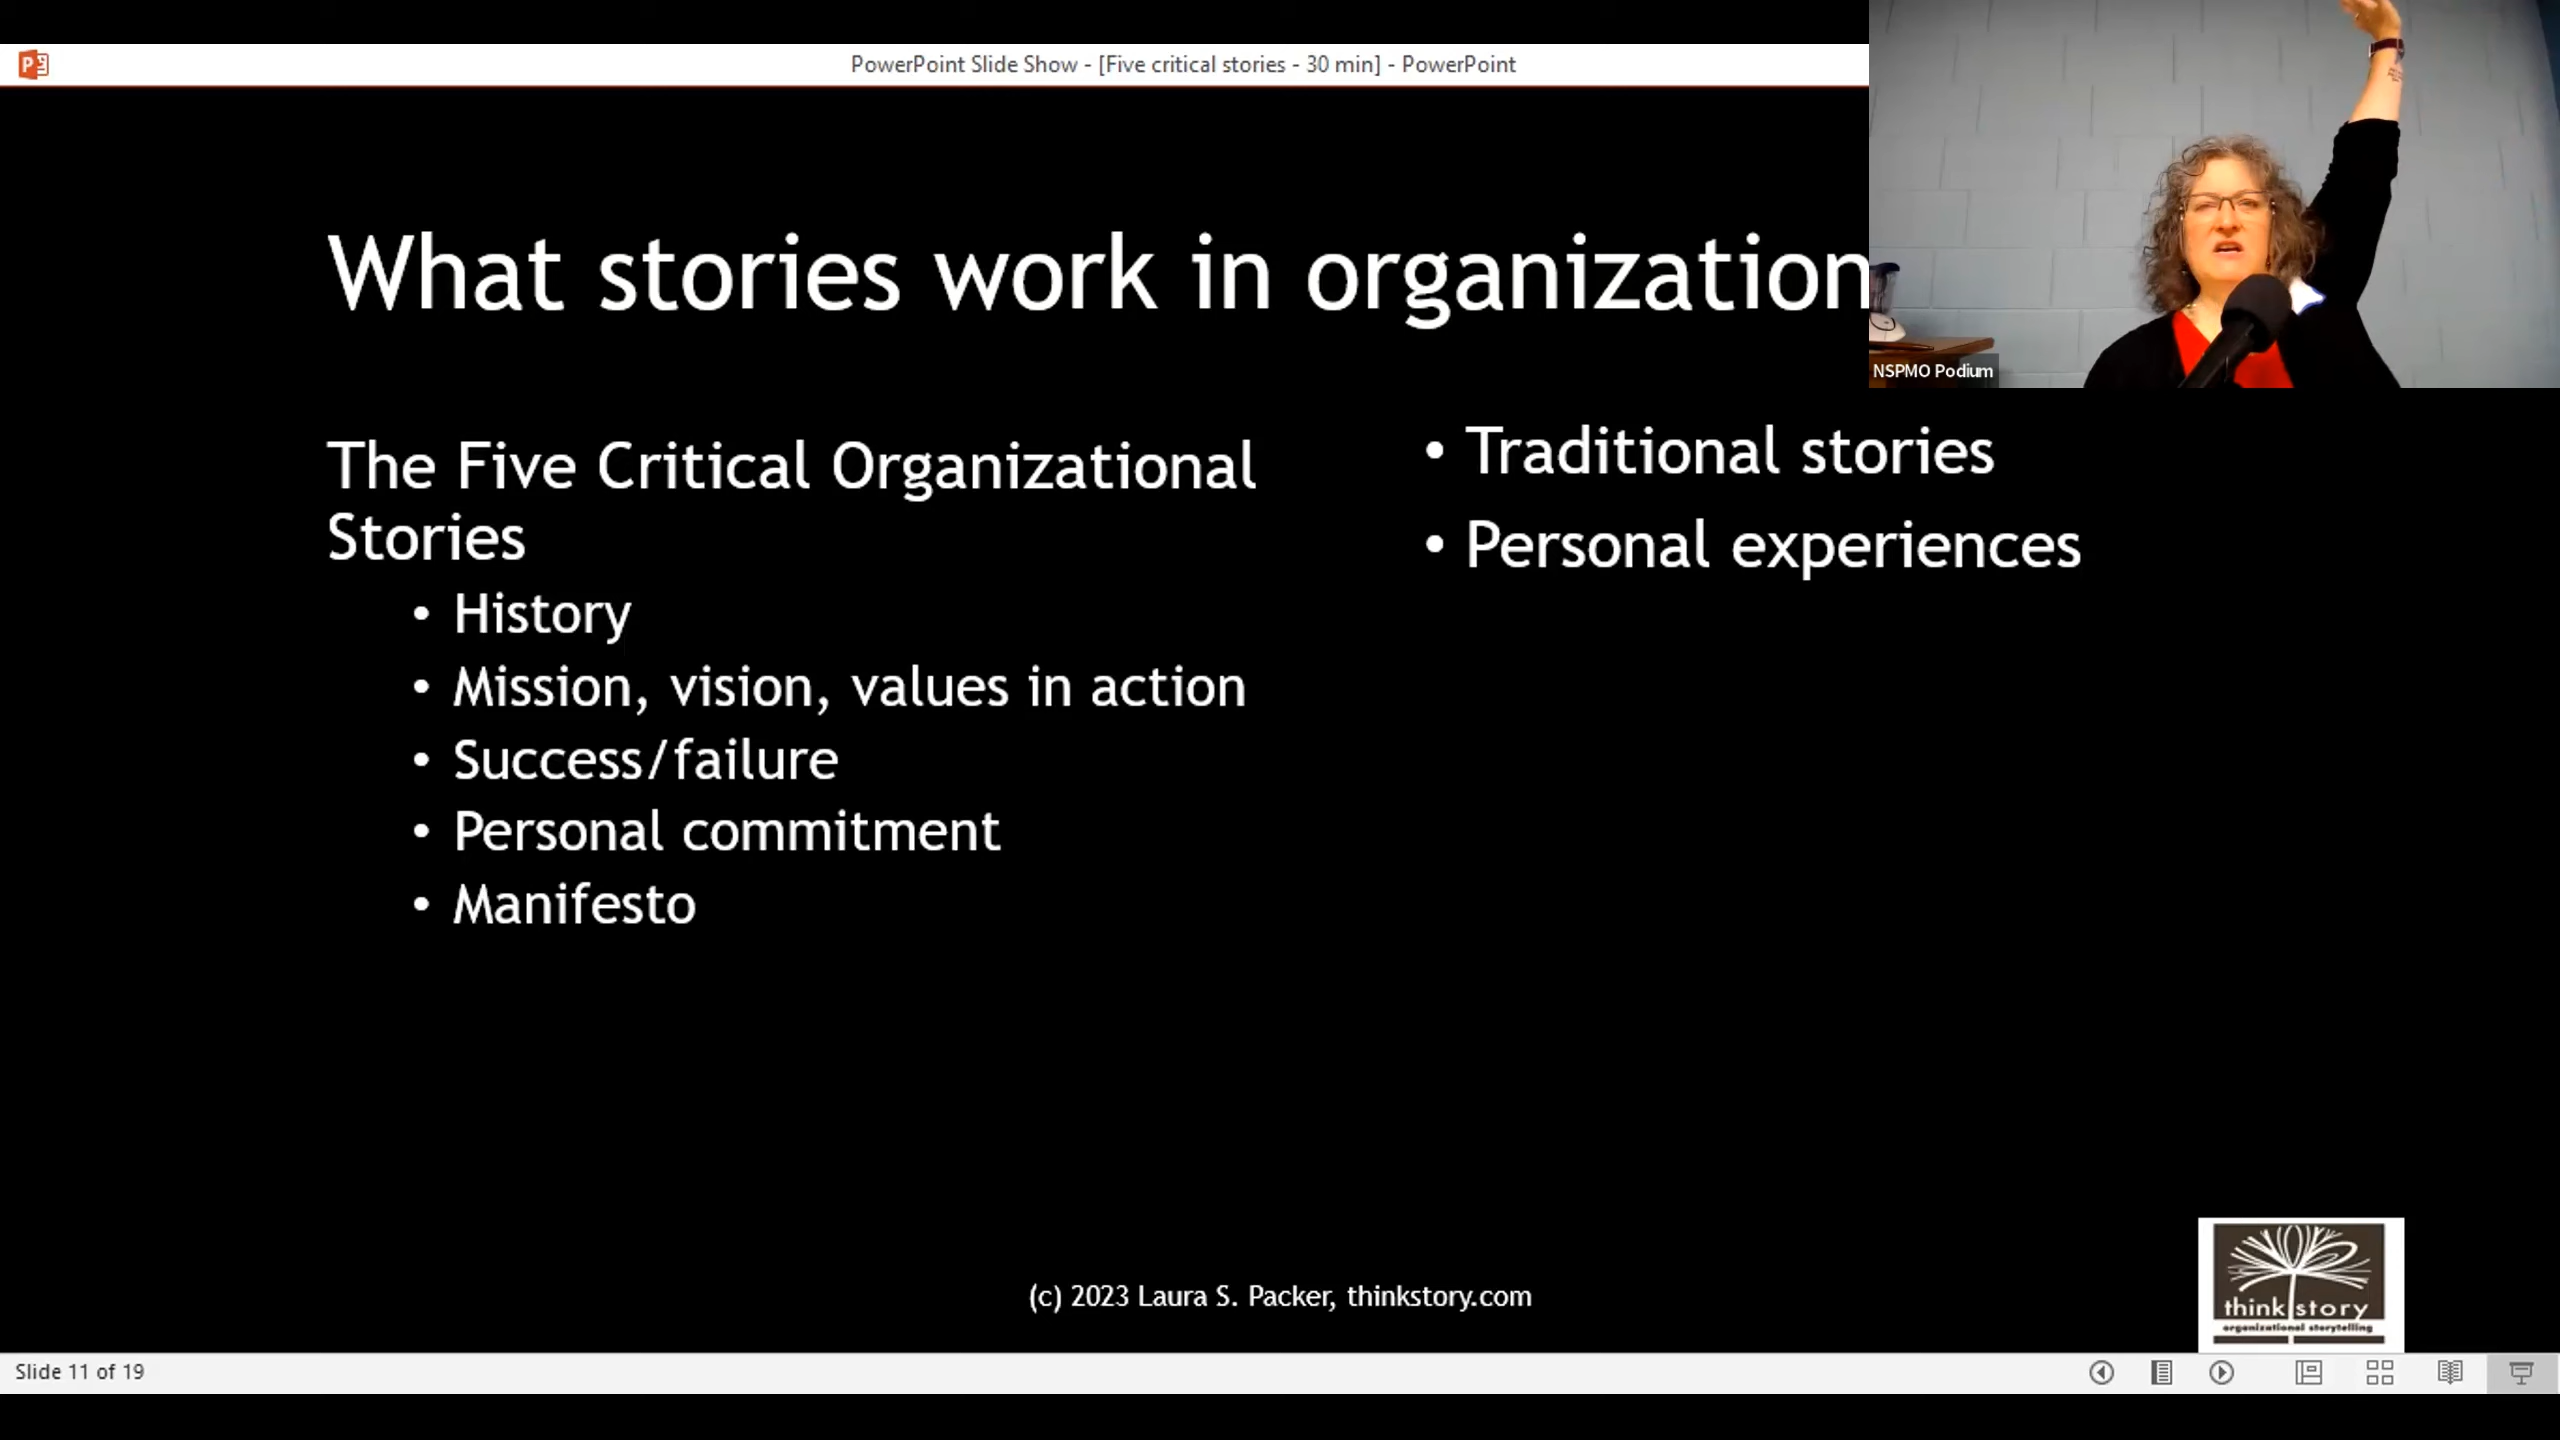 PowerPoint Slide Show - [Five critical stories - 30 min] - PowerPoint
What stories work in organization
NSPMO Podium
The Five Critical Organizational
Stories
• History
• Mission, vision, values in action
• Success/failure
• Personal commitment
• Manifesto
• Traditional stories
• Personal experiences
(c) 2023 Laura S. Packer, thinkstory.com
think story
organizational storytelling
Slide 11 of 19